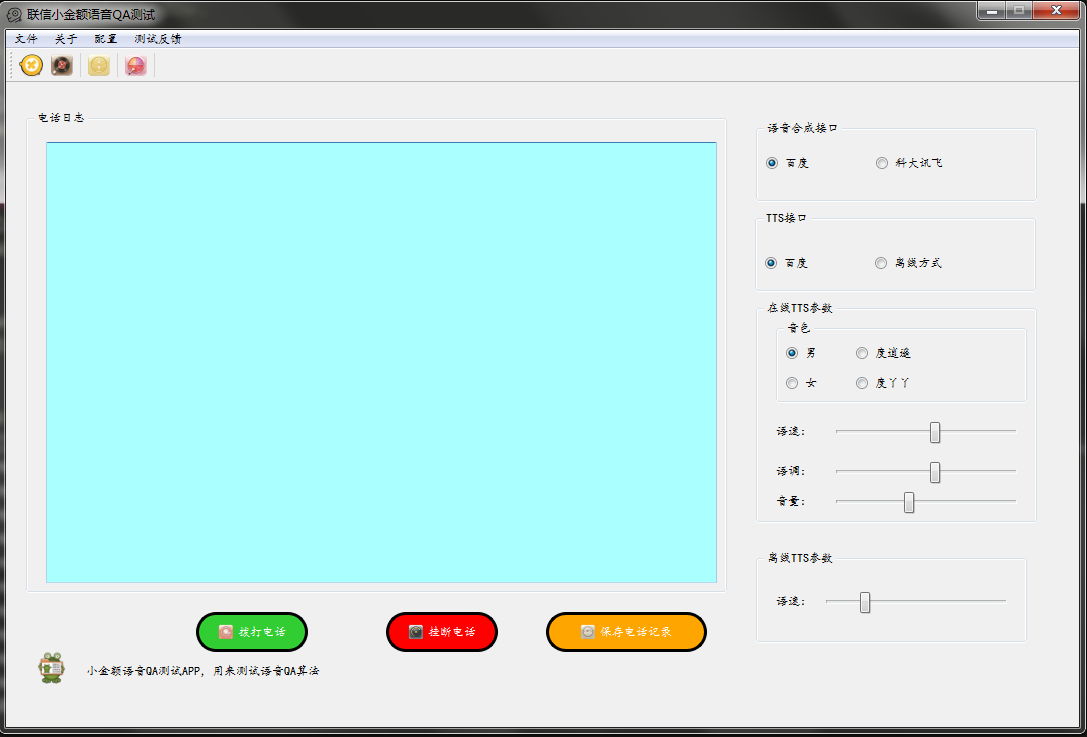 联信小金额语音QA测试
文件 关于 配置 测试反馈
电话日志
语音合成接口
百度 科大讯飞
TTS接口
百度 离线方式
在线TTS参数
音色
男 度逍遥
女 度丫丫
语速:
语调:
音量:
离线TTS参数
语速:
拨打电话 挂断电话 保存电话记录
小金额语音QA测试APP, 用来测试语音QA算法